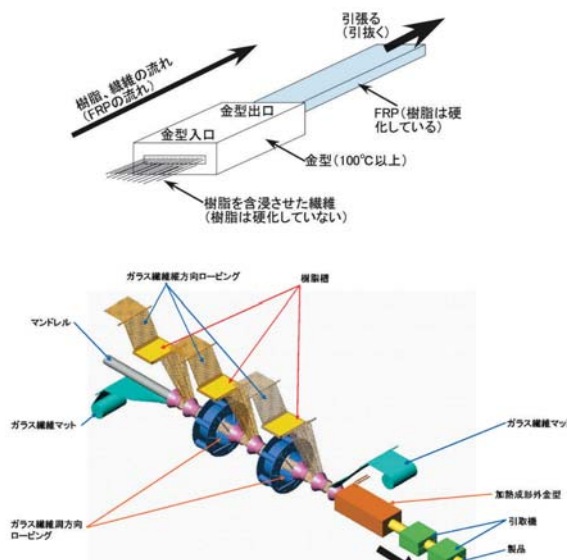 引張る
(引抜く)
樹脂、繊維の流れ
(FRPの流れ)
金型出口
金型入口
FRP(樹脂は硬
化している)
金型(100℃以上)
樹脂を含浸させた繊維
(樹脂は硬化していない)
ガラス繊維縦方向ロービング
樹脂槽
マンドレル
ガラス繊維マット
ガラス繊維マット
加熱成形外金型
ガラス繊維周方向
ロービング
引取機
製品